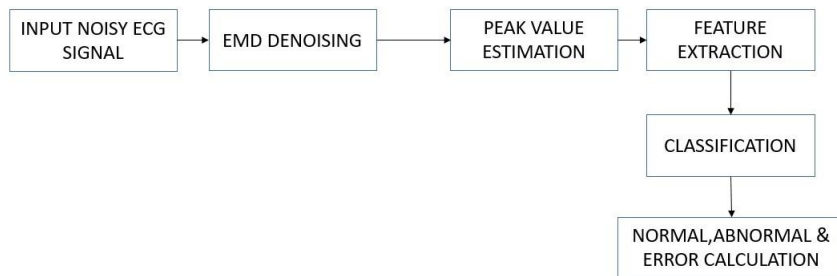 INPUT NOISY ECG
SIGNAL
EMD DENOISING
PEAK VALUE
ESTIMATION
FEATURE
EXTRACTION
CLASSIFICATION
NORMAL,ABNORMAL &
ERROR CALCULATION